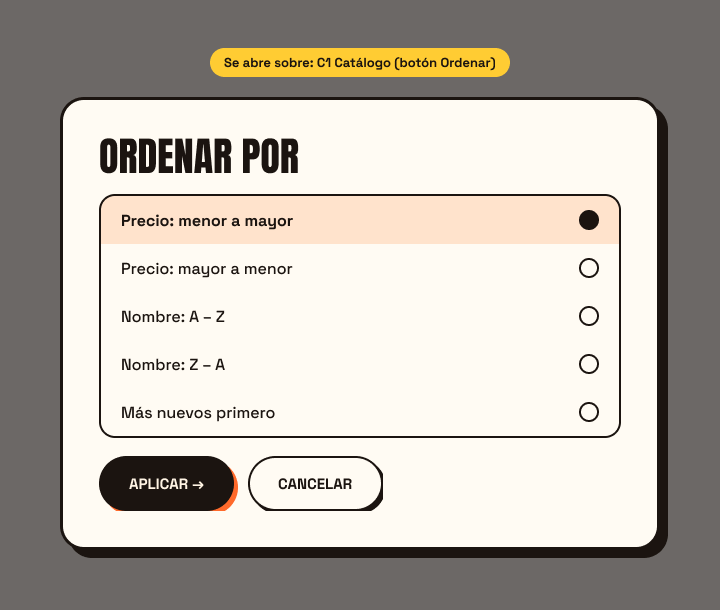 Se abre sobre: C1 Catálogo (botón Ordenar)
ORDENAR POR
Precio: menor a mayor
Precio: mayor a menor
Nombre: A – Z
Nombre: Z – A
Más nuevos primero
APLICAR →
CANCELAR